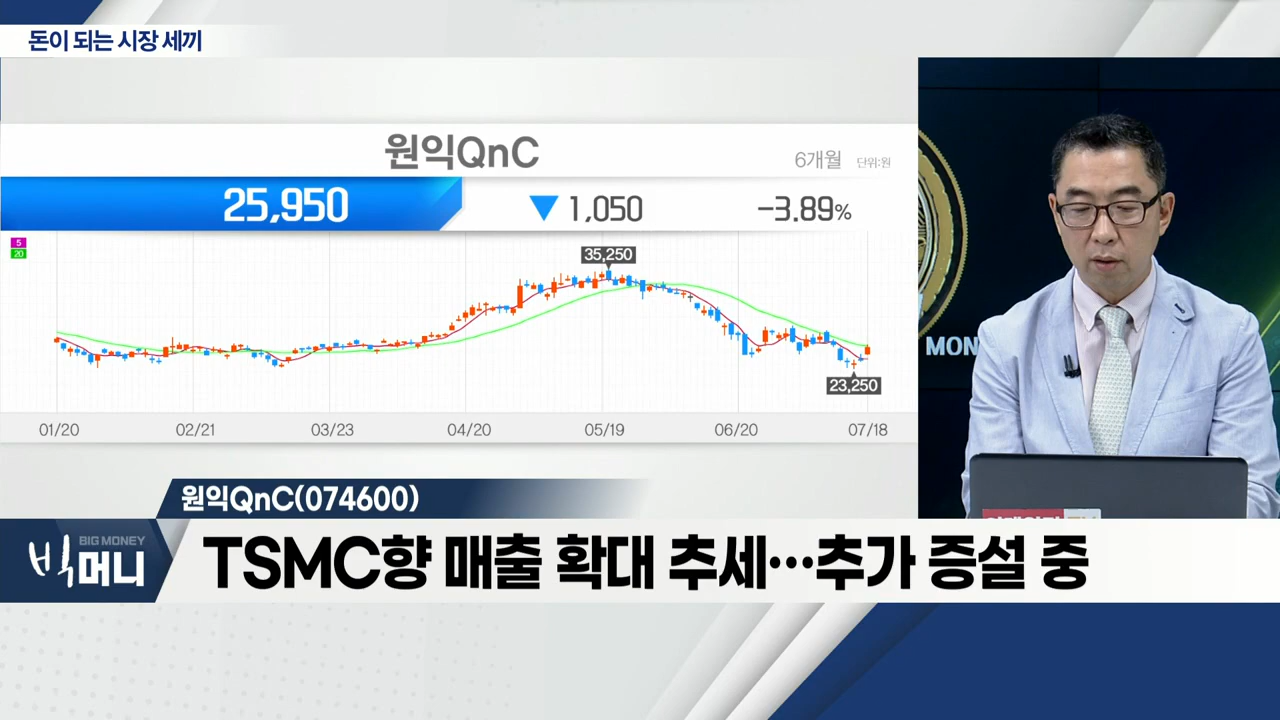 돈이 되는 시장 세끼
원익QnC
6개월 단위:원
25,950 ▼ 1,050 -3.89%
5
20
35,250
23,250
01/20 02/21 03/23 04/20 05/19 06/20 07/18
MON
원익QnC(074600)
BIG MONEY
빅머니
TSMC향 매출 확대 추세…추가 증설 중